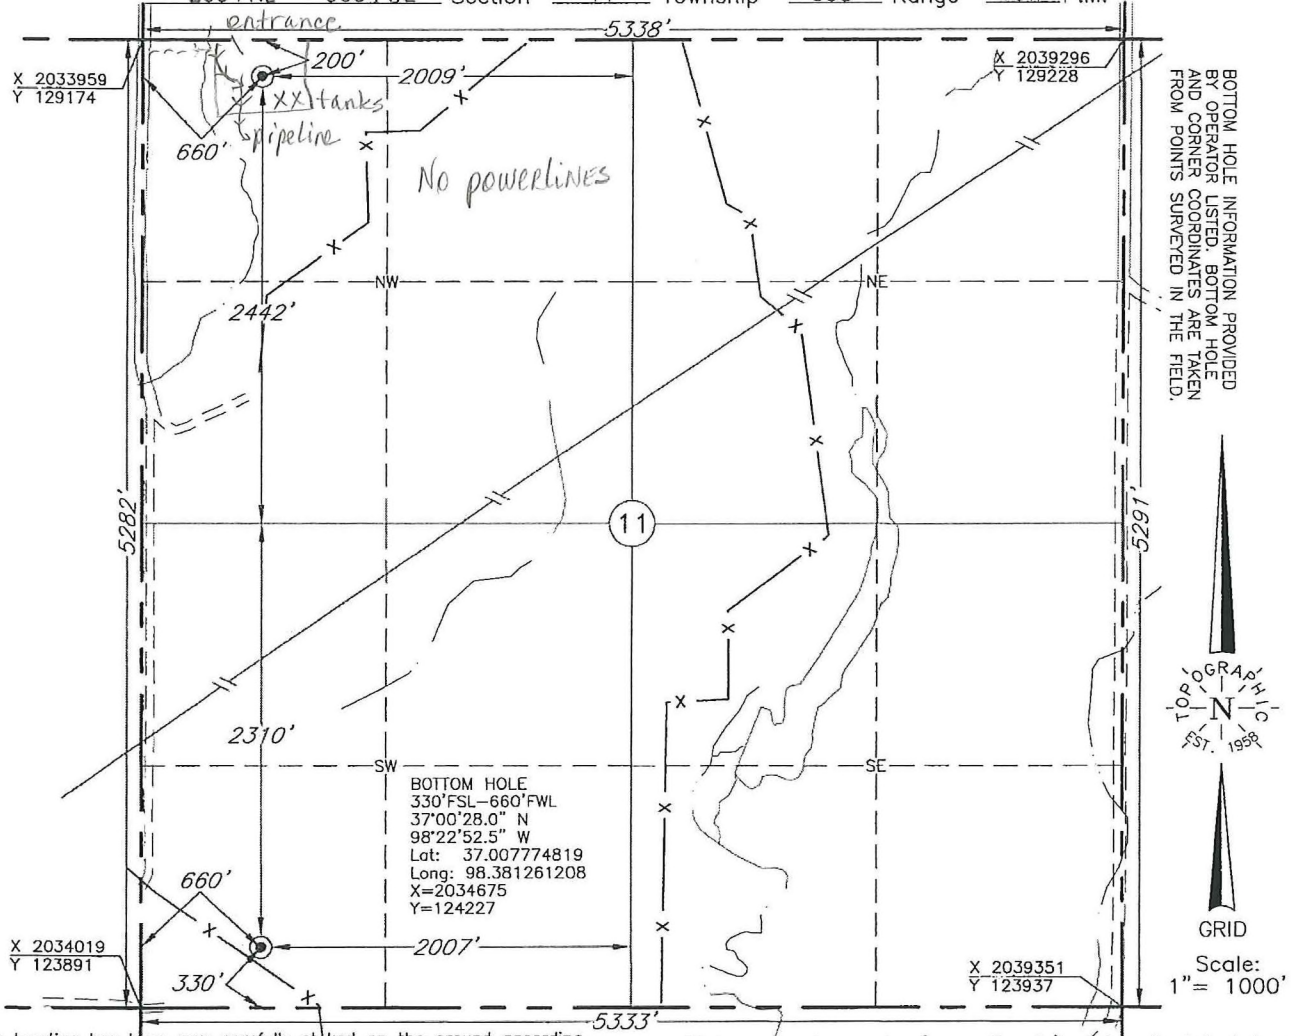 Section
Township
Range
entrance
5338'
200'
X 2033959
Y 129174
2009'
X 2039296
Y 129228
XX tanks
pipeline
660'
No powerlines
BOTTOM HOLE INFORMATION PROVIDED
BY OPERATOR LISTED. BOTTOM HOLE
AND CORNER COORDINATES ARE TAKEN
FROM POINTS SURVEYED IN THE FIELD.
NW
NE
2442'
5282'
11
5291'
TOPOGRAPHIC
N
EST. 1958
2310'
SW
SE
BOTTOM HOLE
330'FSL-660'FWL
37°00'28.0" N
98°22'52.5" W
Lat: 37.007774819
Long: 98.381261208
X=2034675
Y=124227
660'
GRID
X 2034019
Y 123891
2007'
330'
X 2039351
Y 123937
Scale:
1"= 1000'
5333'